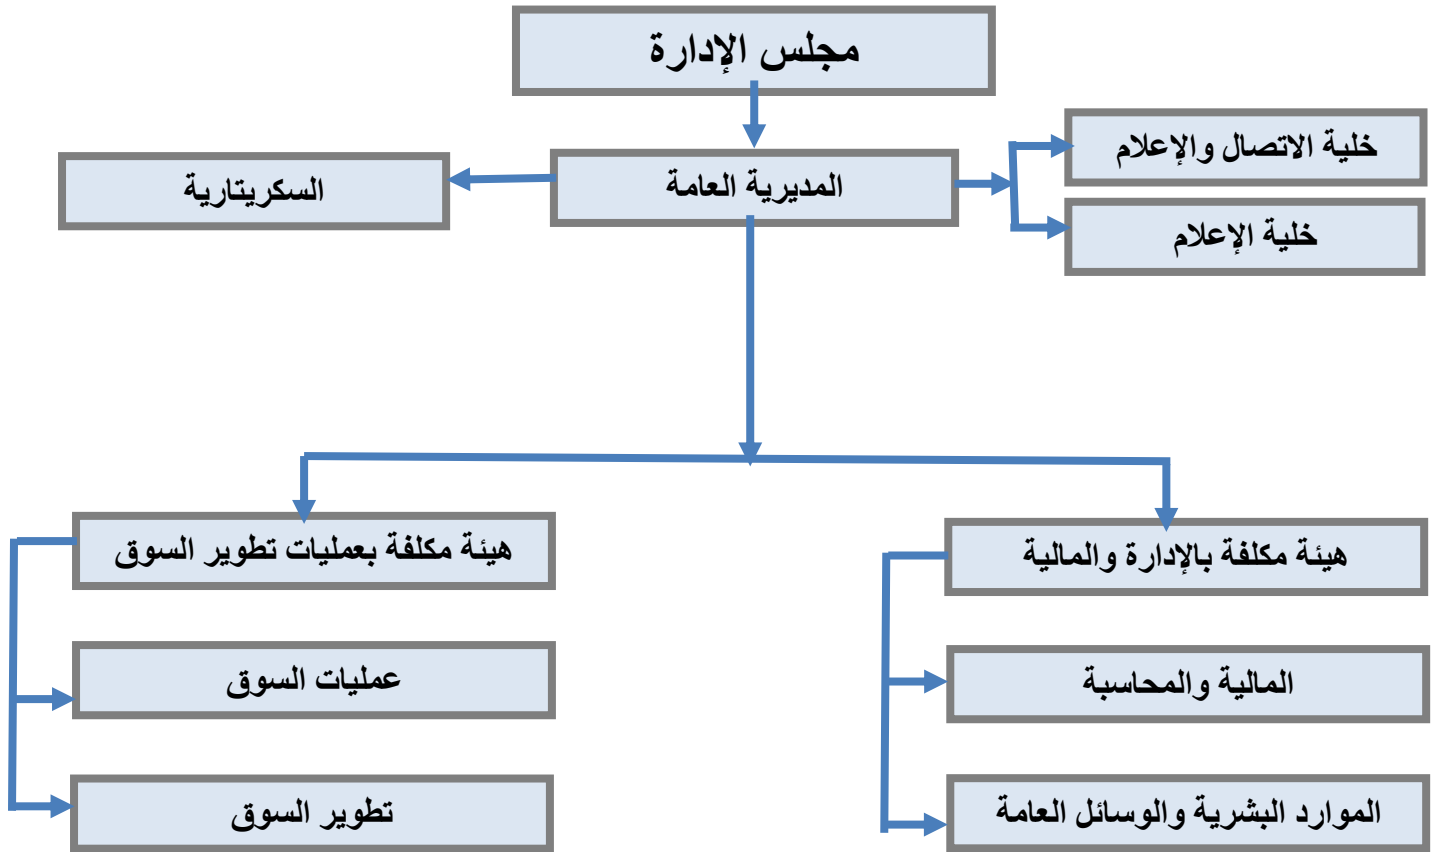 مجلس الإدارة
خلية الاتصال والإعلام
المديرية العامة
السكريتارية
خلية الإعلام
هيئة مكلفة بالإدارة والمالية
هيئة مكلفة بعمليات تطوير السوق
المالية والمحاسبة
عمليات السوق
الموارد البشرية والوسائل العامة
تطوير السوق